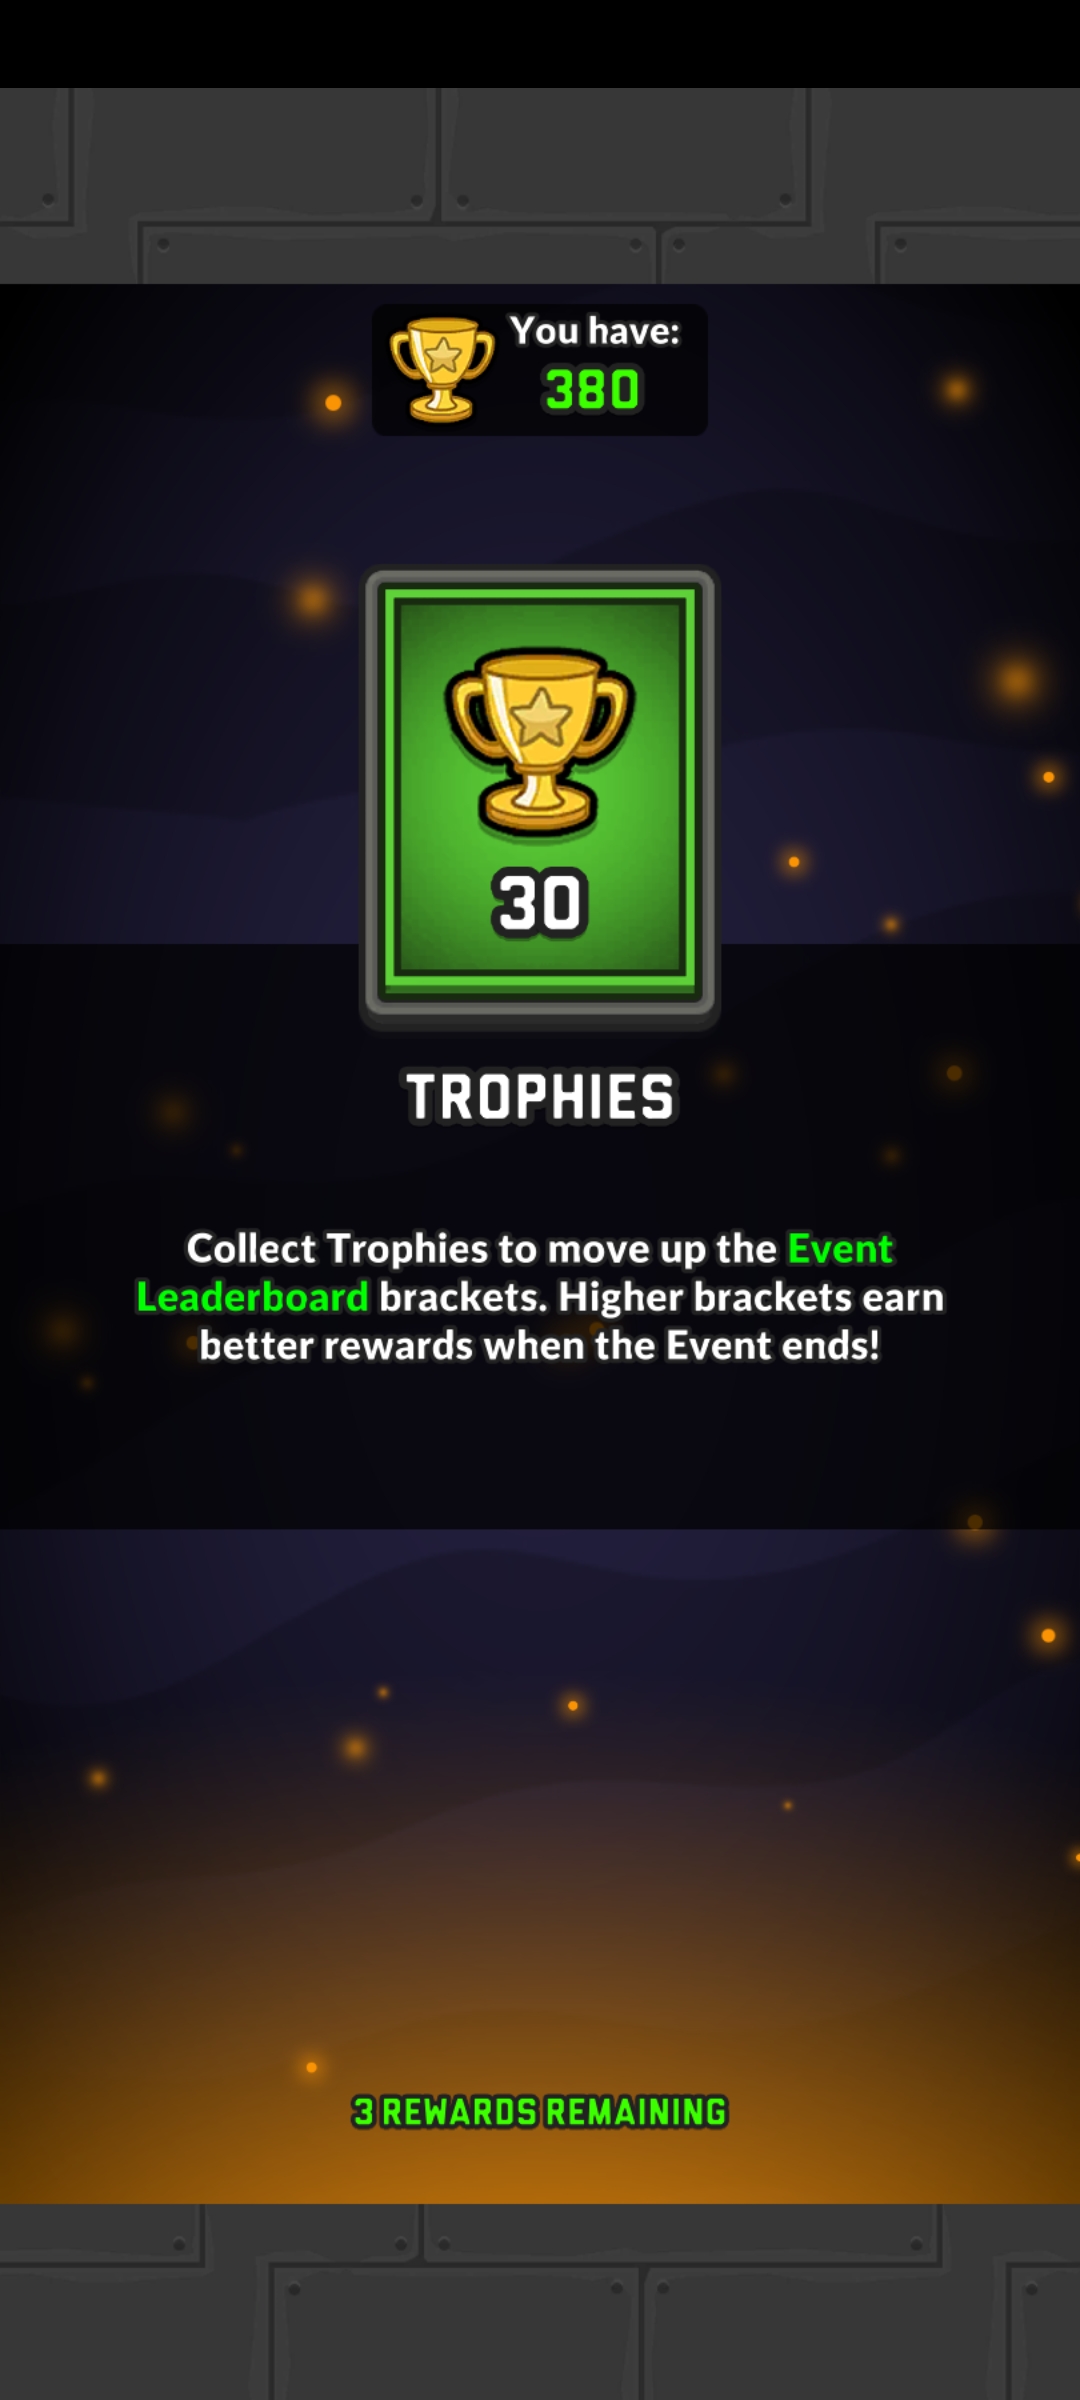 You have:
380
30
TROPHIES
Collect Trophies to move up the Event
Leaderboard brackets. Higher brackets earn
better rewards when the Event ends!
3 REWARDS REMAINING